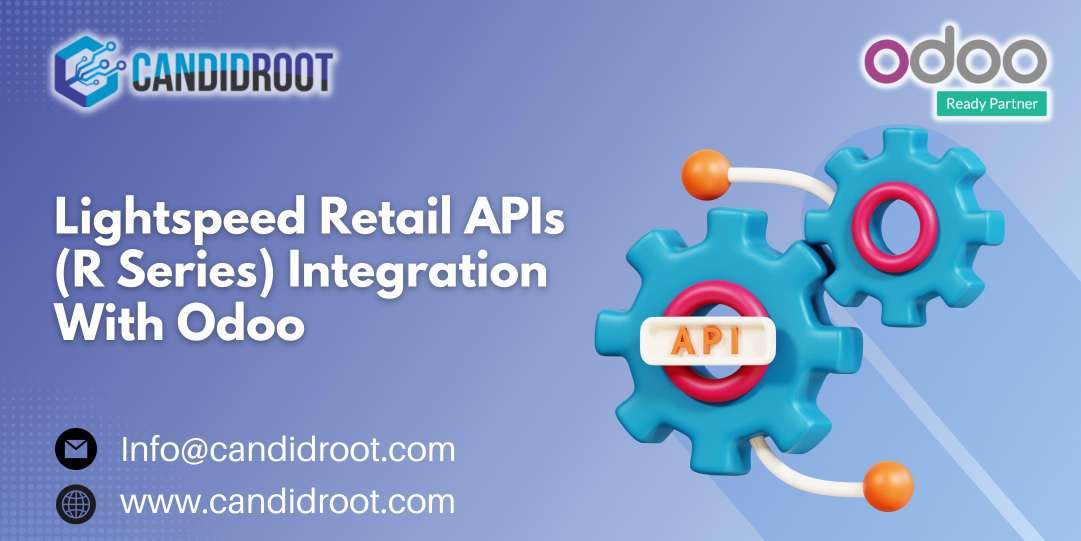 CANDIDROOT
odoo
Ready Partner
Lightspeed Retail APIs
(R Series) Integration
With Odoo
API
Info@candidroot.com
www.candidroot.com